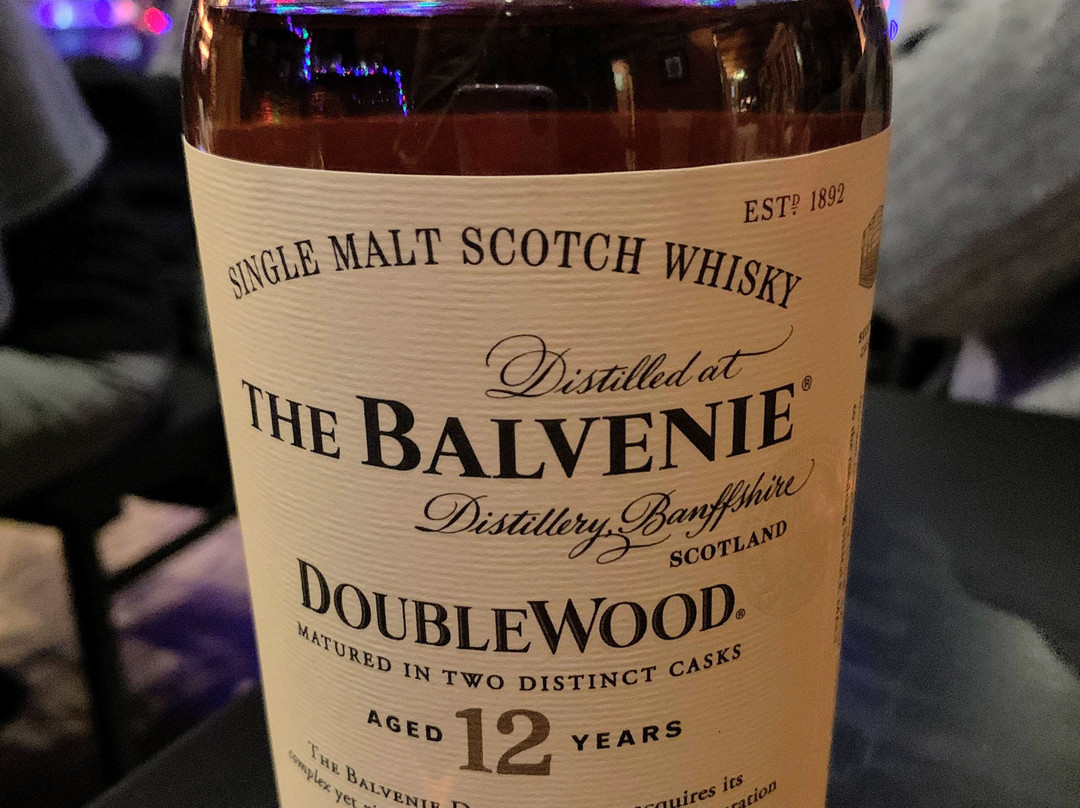 ESTD 1892
SINGLE MALT SCOTCH WHISKY
Distilled at
THE BALVENIE®
Distillery, Banffshire
SCOTLAND
DOUBLEWOOD®
MATURED IN TWO DISTINCT CASKS
AGED 12 YEARS
THE BALVENIE acquires its
complex yet